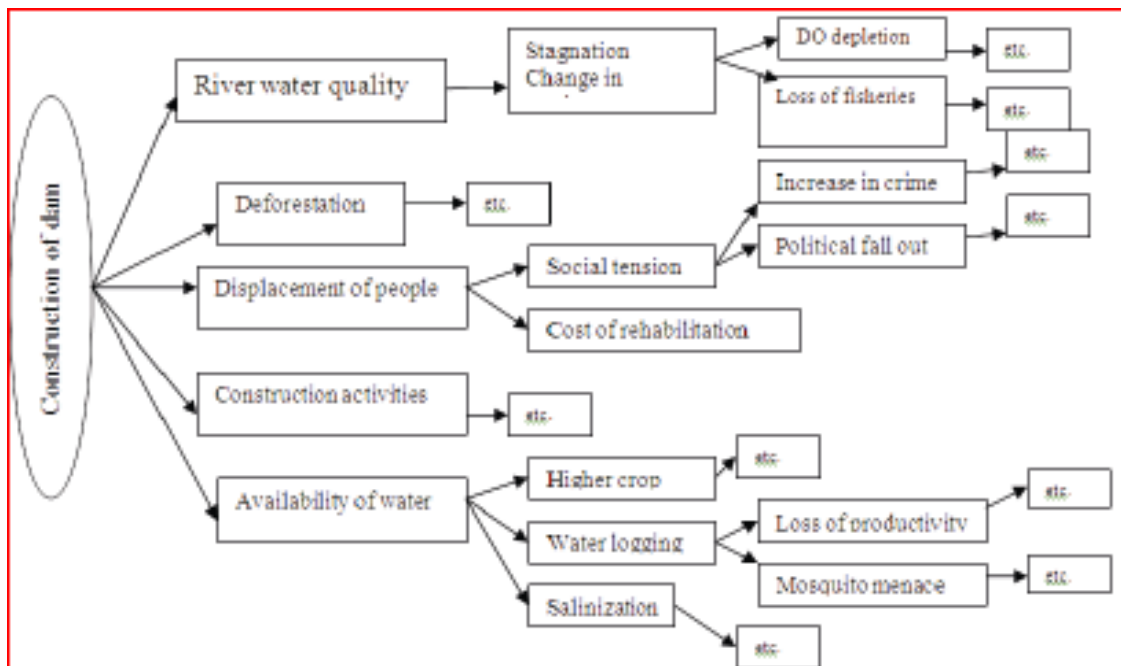 Construction of dam
River water quality
Stagnation
Change in
DO depletion
etc.
Loss of fisheries
etc.
Deforestation
etc.
Displacement of people
Social tension
Increase in crime
etc.
Political fall out
etc.
Cost of rehabilitation
Construction activities
etc.
Availability of water
Higher crop
etc.
Water logging
Loss of productivity
etc.
Mosquito menace
etc.
Salinization
etc.